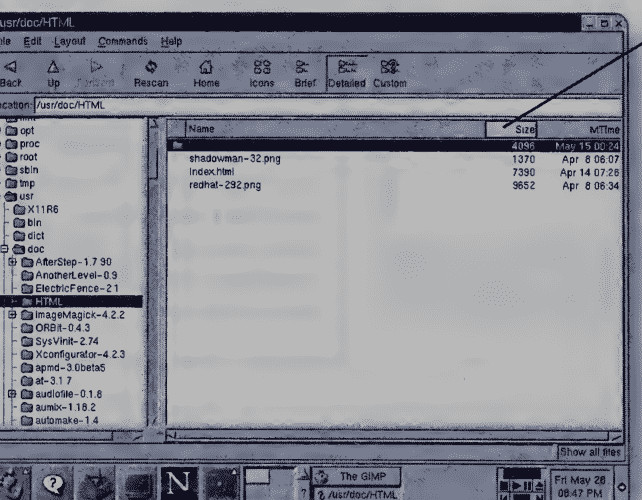 usr/doc/HTML
ile Edit Layout Commands Help
Back Up Forward Rescan Home Icons Brief Detailed Custom
cation: /usr/doc/HTML
Name Size MTime
4096 May 15 00:24
shadowman-32.png 1370 Apr 8 06:07
index.html 7390 Apr 14 07:26
redhat-292.png 9652 Apr 8 06:34
opt
proc
root
sbin
tmp
usr
X11R6
bin
dict
doc
AfterStep-1.7.90
AnotherLevel-0.9
ElectricFence-2.1
HTML
ImageMagick-4.2.2
ORBit-0.4.3
SysVinit-2.74
Xconfigurator-4.2.3
apmd-3.0beta5
at-3.1.7
audiofile-0.1.6
aumix-1.18.2
automake-1.4
Show all files
? N The GIMP
? /usr/doc/HTML
Fri May 26
06:47 PM